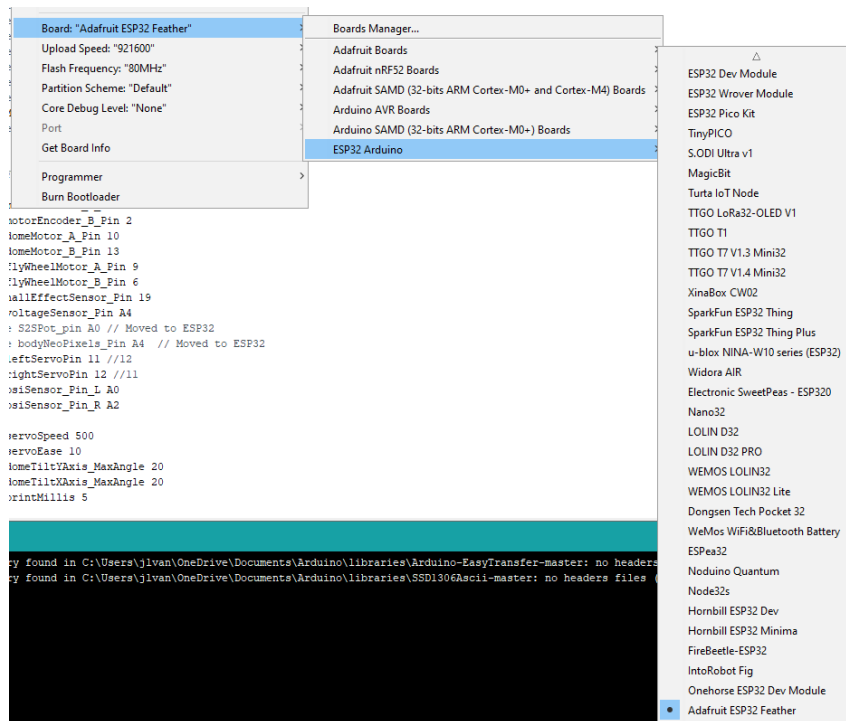 Board: "Adafruit ESP32 Feather"
Upload Speed: "921600"
Flash Frequency: "80MHz"
Partition Scheme: "Default"
Core Debug Level: "None"
Port
Get Board Info
Programmer
Burn Bootloader
Boards Manager...
Adafruit Boards
Adafruit nRF52 Boards
Adafruit SAMD (32-bits ARM Cortex-M0+ and Cortex-M4) Boards
Arduino AVR Boards
Arduino SAMD (32-bits ARM Cortex-M0+) Boards
ESP32 Arduino
ESP32 Dev Module
ESP32 Wrover Module
ESP32 Pico Kit
TinyPICO
S.ODI Ultra v1
MagicBit
Turta IoT Node
TTGO LoRa32-OLED V1
TTGO T1
TTGO T7 V1.3 Mini32
TTGO T7 V1.4 Mini32
XinaBox CW02
SparkFun ESP32 Thing
SparkFun ESP32 Thing Plus
u-blox NINA-W10 series (ESP32)
Widora AIR
Electronic SweetPeas - ESP320
Nano32
LOLIN D32
LOLIN D32 PRO
WEMOS LOLIN32
WEMOS LOLIN32 Lite
Dongsen Tech Pocket 32
WeMos WiFi&Bluetooth Battery
ESPea32
Noduino Quantum
Node32s
Hornbill ESP32 Dev
Hornbill ESP32 Minima
FireBeetle-ESP32
IntoRobot Fig
Onehorse ESP32 Dev Module
Adafruit ESP32 Feather
motorEncoder_B_Pin 2
domeMotor_A_Pin 10
domeMotor_B_Pin 13
flyWheelMotor_A_Pin 9
flyWheelMotor_B_Pin 6
hallEffectSensor_Pin 19
voltageSensor_Pin A4
e S2SPot_pin A0 // Moved to ESP32
e bodyNeoPixels_Pin A4 // Moved to ESP32
leftServoPin 11 //12
rightServoPin 12 //11
osiSensor_Pin_L A0
osiSensor_Pin_R A2
servoSpeed 500
servoEase 10
domeTiltYAxis_MaxAngle 20
domeTiltXAxis_MaxAngle 20
printMillis 5
ry found in C:\Users\jlvan\OneDrive\Documents\Arduino\libraries\Arduino-EasyTransfer-master: no headers
ry found in C:\Users\jlvan\OneDrive\Documents\Arduino\libraries\SSD1306Ascii-master: no headers files (